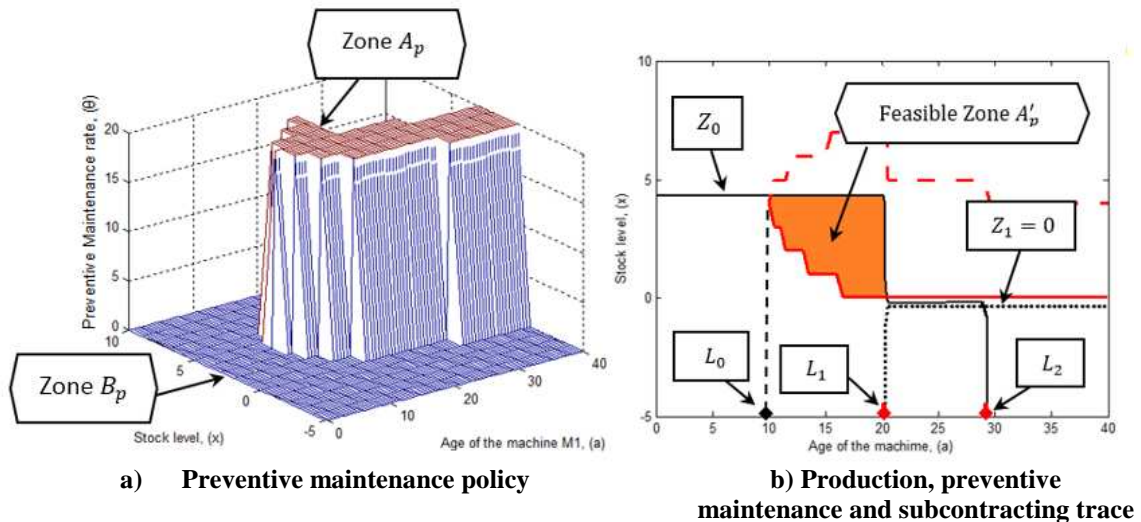 Zone A_p
Preventive Maintenance rate, (θ)
20
15
10
5
0
10
5
0
-5
0
10
20
30
40
Zone B_p
Stock level, (x)
Age of the machine M1, (a)
a) Preventive maintenance policy
10
5
0
-5
Stock level, (x)
Z_0
Feasible Zone A'_p
Z_1 = 0
L_0
L_1
L_2
0 5 10 15 20 25 30 35 40
Age of the machime, (a)
b) Production, preventive
maintenance and subcontracting trace